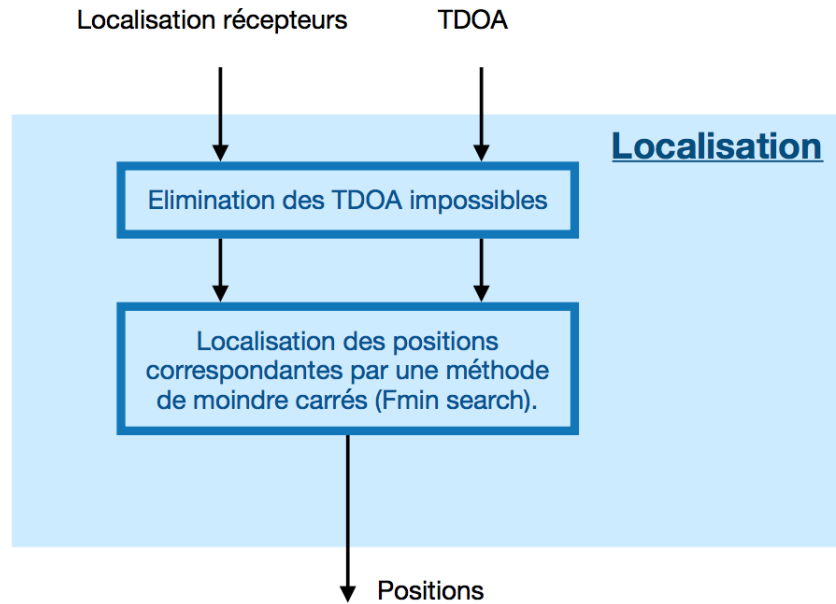 Localisation récepteurs
TDOA
Localisation
Elimination des TDOA impossibles
Localisation des positions
correspondantes par une méthode
de moindre carrés (Fmin search).
Positions